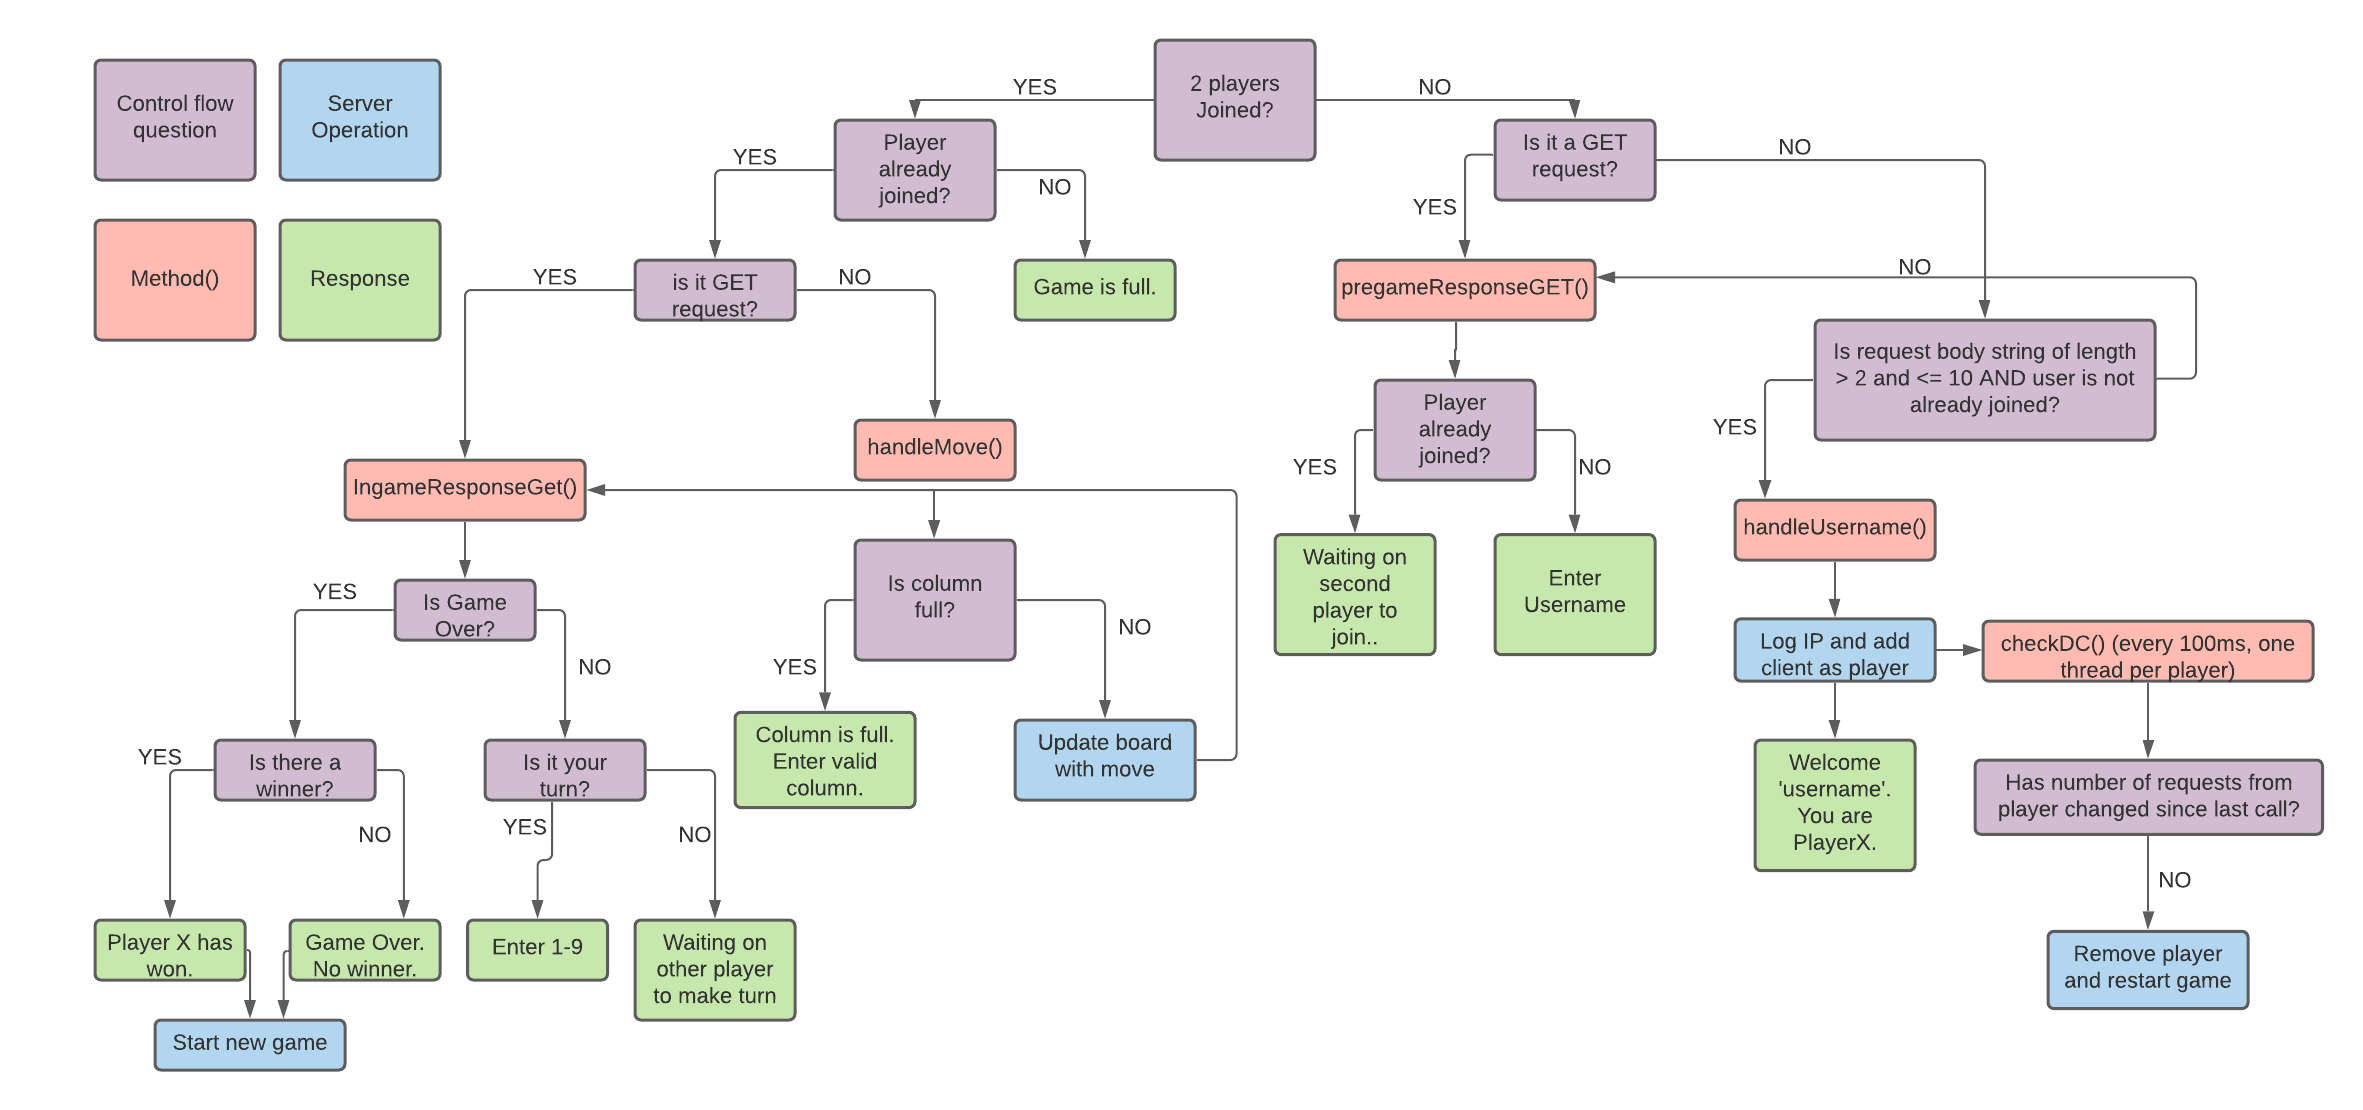 Control flow
question
Server
Operation
Method()
Response
2 players
Joined?
YES
NO
Player
already
joined?
YES
NO
Is it a GET
request?
YES
NO
is it GET
request?
YES
NO
Game is full.
pregameResponseGET()
NO
Is request body string of length
> 2 and <= 10 AND user is not
already joined?
YES
handleMove()
IngameResponseGet()
Player
already
joined?
YES
NO
handleUsername()
Is Game
Over?
YES
NO
Is column
full?
YES
NO
Waiting on
second
player to
join..
Enter
Username
Log IP and add
client as player
checkDC() (every 100ms, one
thread per player)
Is there a
winner?
YES
NO
Is it your
turn?
YES
NO
Column is full.
Enter valid
column.
Update board
with move
Welcome
'username'.
You are
PlayerX.
Has number of requests from
player changed since last call?
NO
Player X has
won.
Game Over.
No winner.
Enter 1-9
Waiting on
other player
to make turn
Remove player
and restart game
Start new game